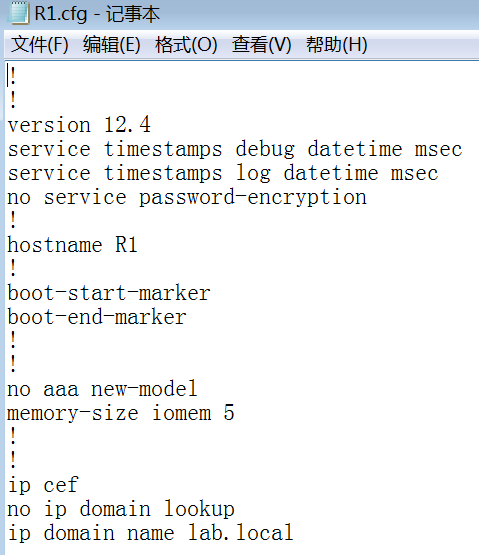 R1.cfg - 记事本
文件(F) 编辑(E) 格式(O) 查看(V) 帮助(H)
!
!
version 12.4
service timestamps debug datetime msec
service timestamps log datetime msec
no service password-encryption
!
hostname R1
!
boot-start-marker
boot-end-marker
!
!
no aaa new-model
memory-size iomem 5
!
!
ip cef
no ip domain lookup
ip domain name lab.local